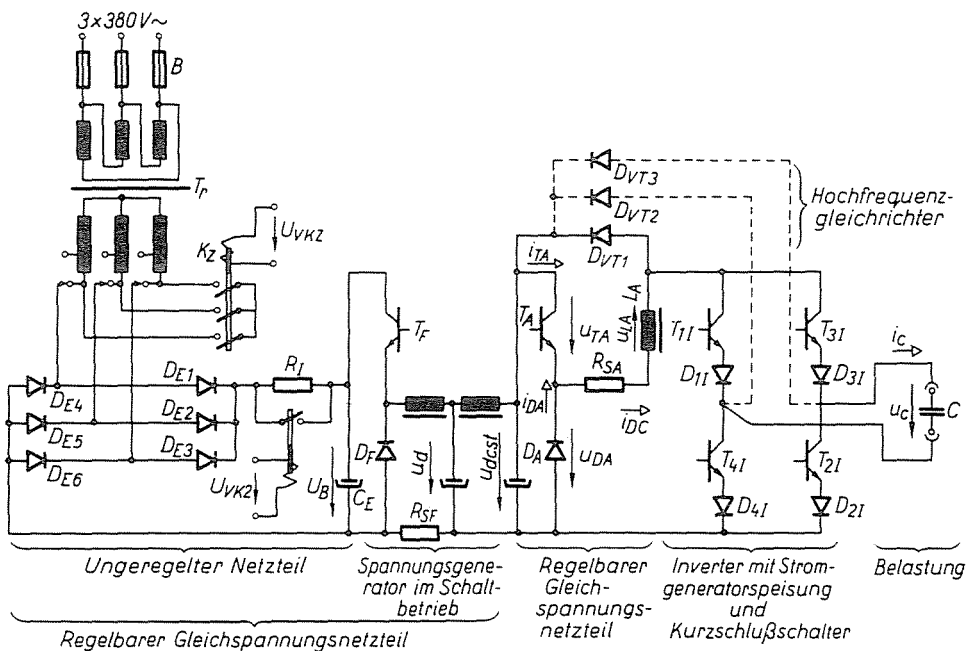 3×380V~
B
Tr
KZ
UVKZ
DVT3
DVT2
DVT1
Hochfrequenz-
gleichrichter
iTA
LA
TF
TA
uTA
uLA
T1I
T3I
RSA
D1I
D3I
iC
uC
C
DE4
DE1
RI
DE5
DE2
DE6
DE3
UVK2
UB
CE
DF
ud
udcst
iDA
iDC
DA
uDA
T4I
T2I
D4I
D2I
RSF
Ungeregelter Netzteil
Spannungsgene-
rator im Schalt-
betrieb
Regelbarer
Gleich-
spannungs-
netzteil
Inverter mit Strom-
generatorspeisung
und
Kurzschlußschalter
Belastung
Regelbarer Gleichspannungsnetzteil